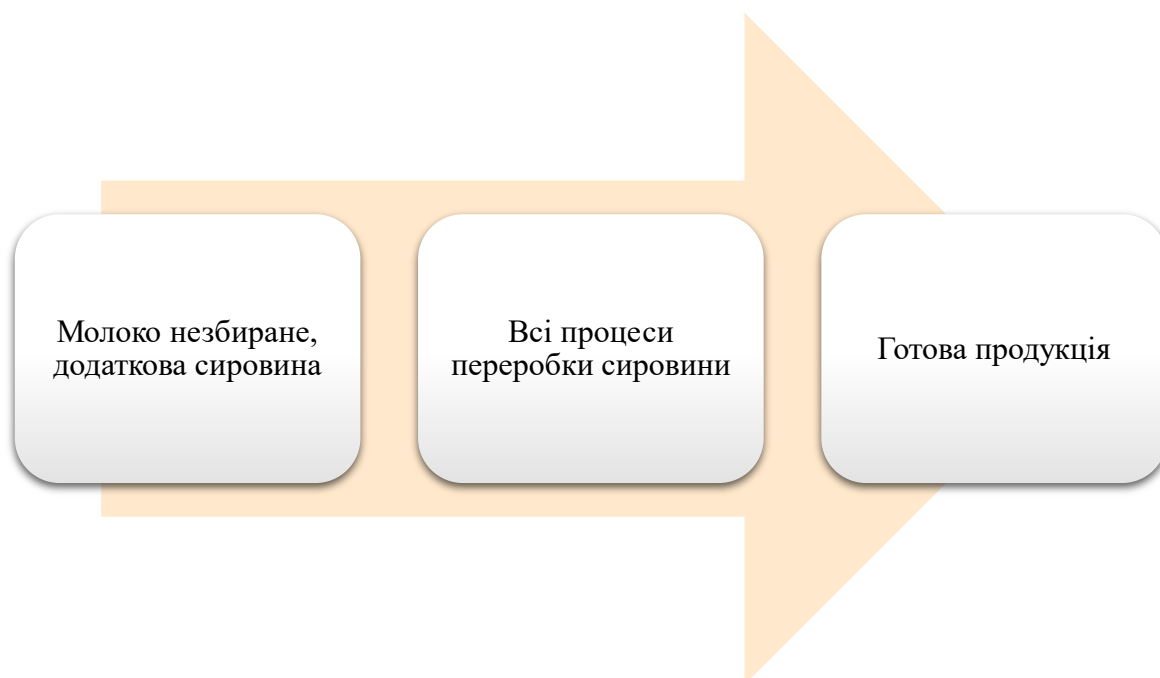 Молоко незбиране,
додаткова сировина
Всі процеси
переробки сировини
Готова продукція